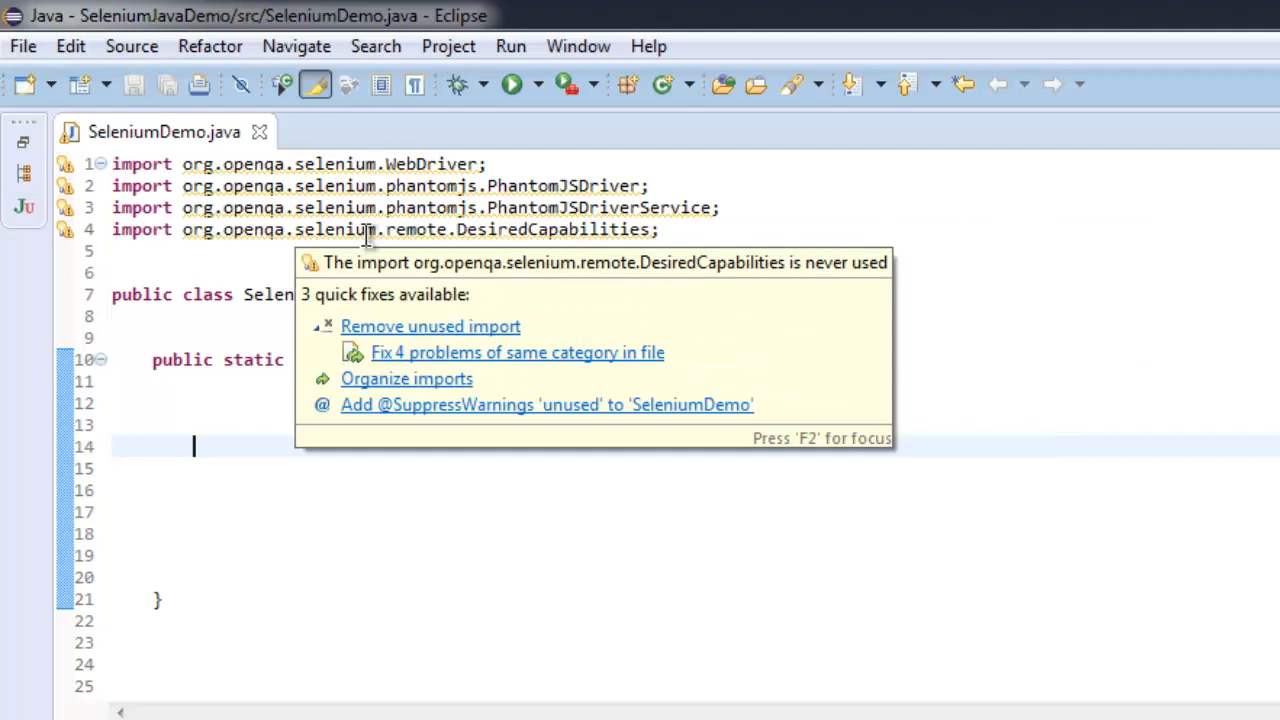 Java - SeleniumJavaDemo/src/SeleniumDemo.java - Eclipse
File Edit Source Refactor Navigate Search Project Run Window Help
SeleniumDemo.java
1 import org.openqa.selenium.WebDriver;
2 import org.openqa.selenium.phantomjs.PhantomJSDriver;
3 import org.openqa.selenium.phantomjs.PhantomJSDriverService;
4 import org.openqa.selenium.remote.DesiredCapabilities;
5
The import org.openqa.selenium.remote.DesiredCapabilities is never used
6
7 public class Selen
3 quick fixes available:
8
Remove unused import
9
Fix 4 problems of same category in file
10 public static
Organize imports
11
Add @SuppressWarnings 'unused' to 'SeleniumDemo'
12
13
Press 'F2' for focus
14
15
16
17
18
19
20
21 }
22
23
24
25